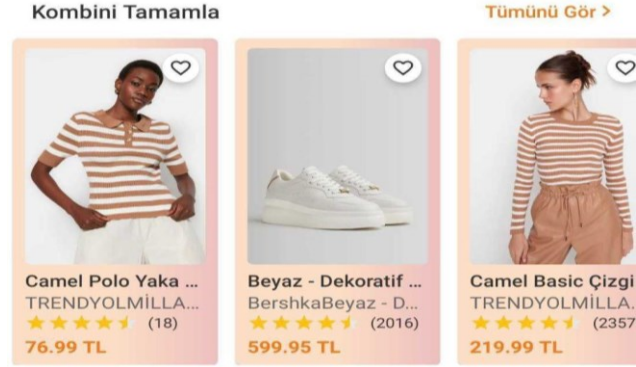 Kombini Tamamla
Tümünü Gör >
Camel Polo Yaka ...
TRENDYOLMİLLA...
(18)
76.99 TL
Beyaz - Dekoratif ...
BershkaBeyaz - D...
(2016)
599.95 TL
Camel Basic Çizgi
TRENDYOLMİLLA.
(2357
219.99 TL